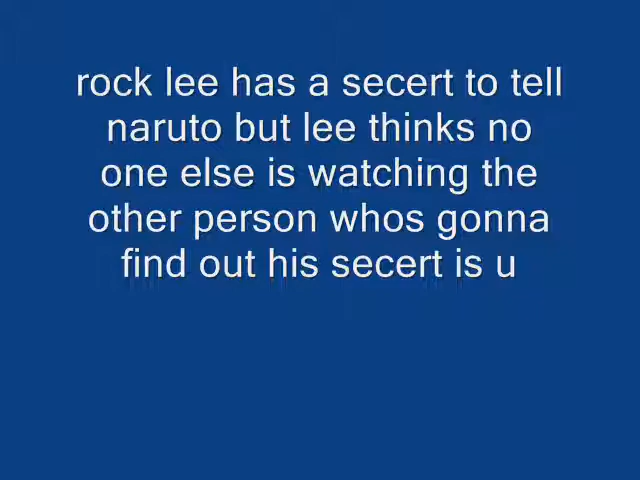 rock lee has a secert to tell
naruto but lee thinks no
one else is watching the
other person whos gonna
find out his secert is u